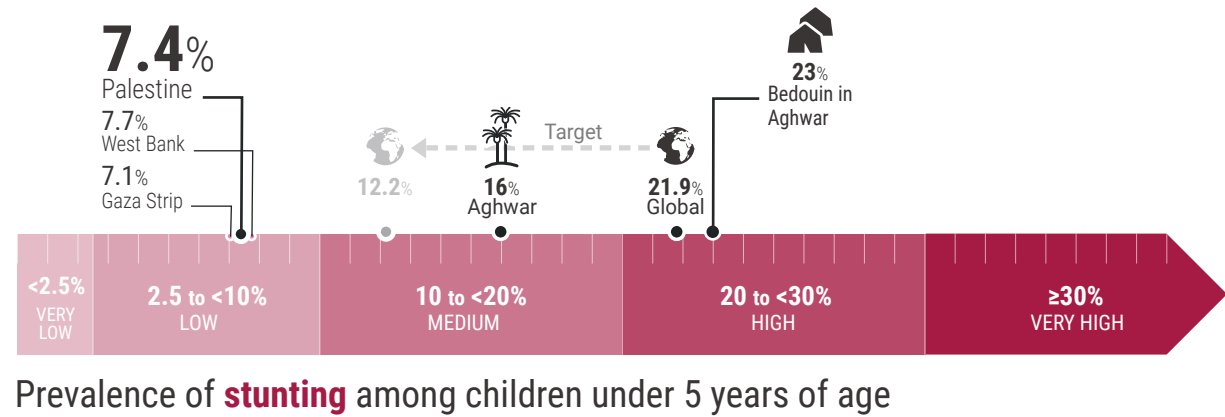 7.4%
Palestine
7.7%
West Bank
7.1%
Gaza Strip
12.2%
Target
16%
Aghwar
21.9%
Global
23%
Bedouin in
Aghwar
<2.5%
VERY
LOW
2.5 to <10%
LOW
10 to <20%
MEDIUM
20 to <30%
HIGH
≥30%
VERY HIGH
Prevalence of stunting among children under 5 years of age